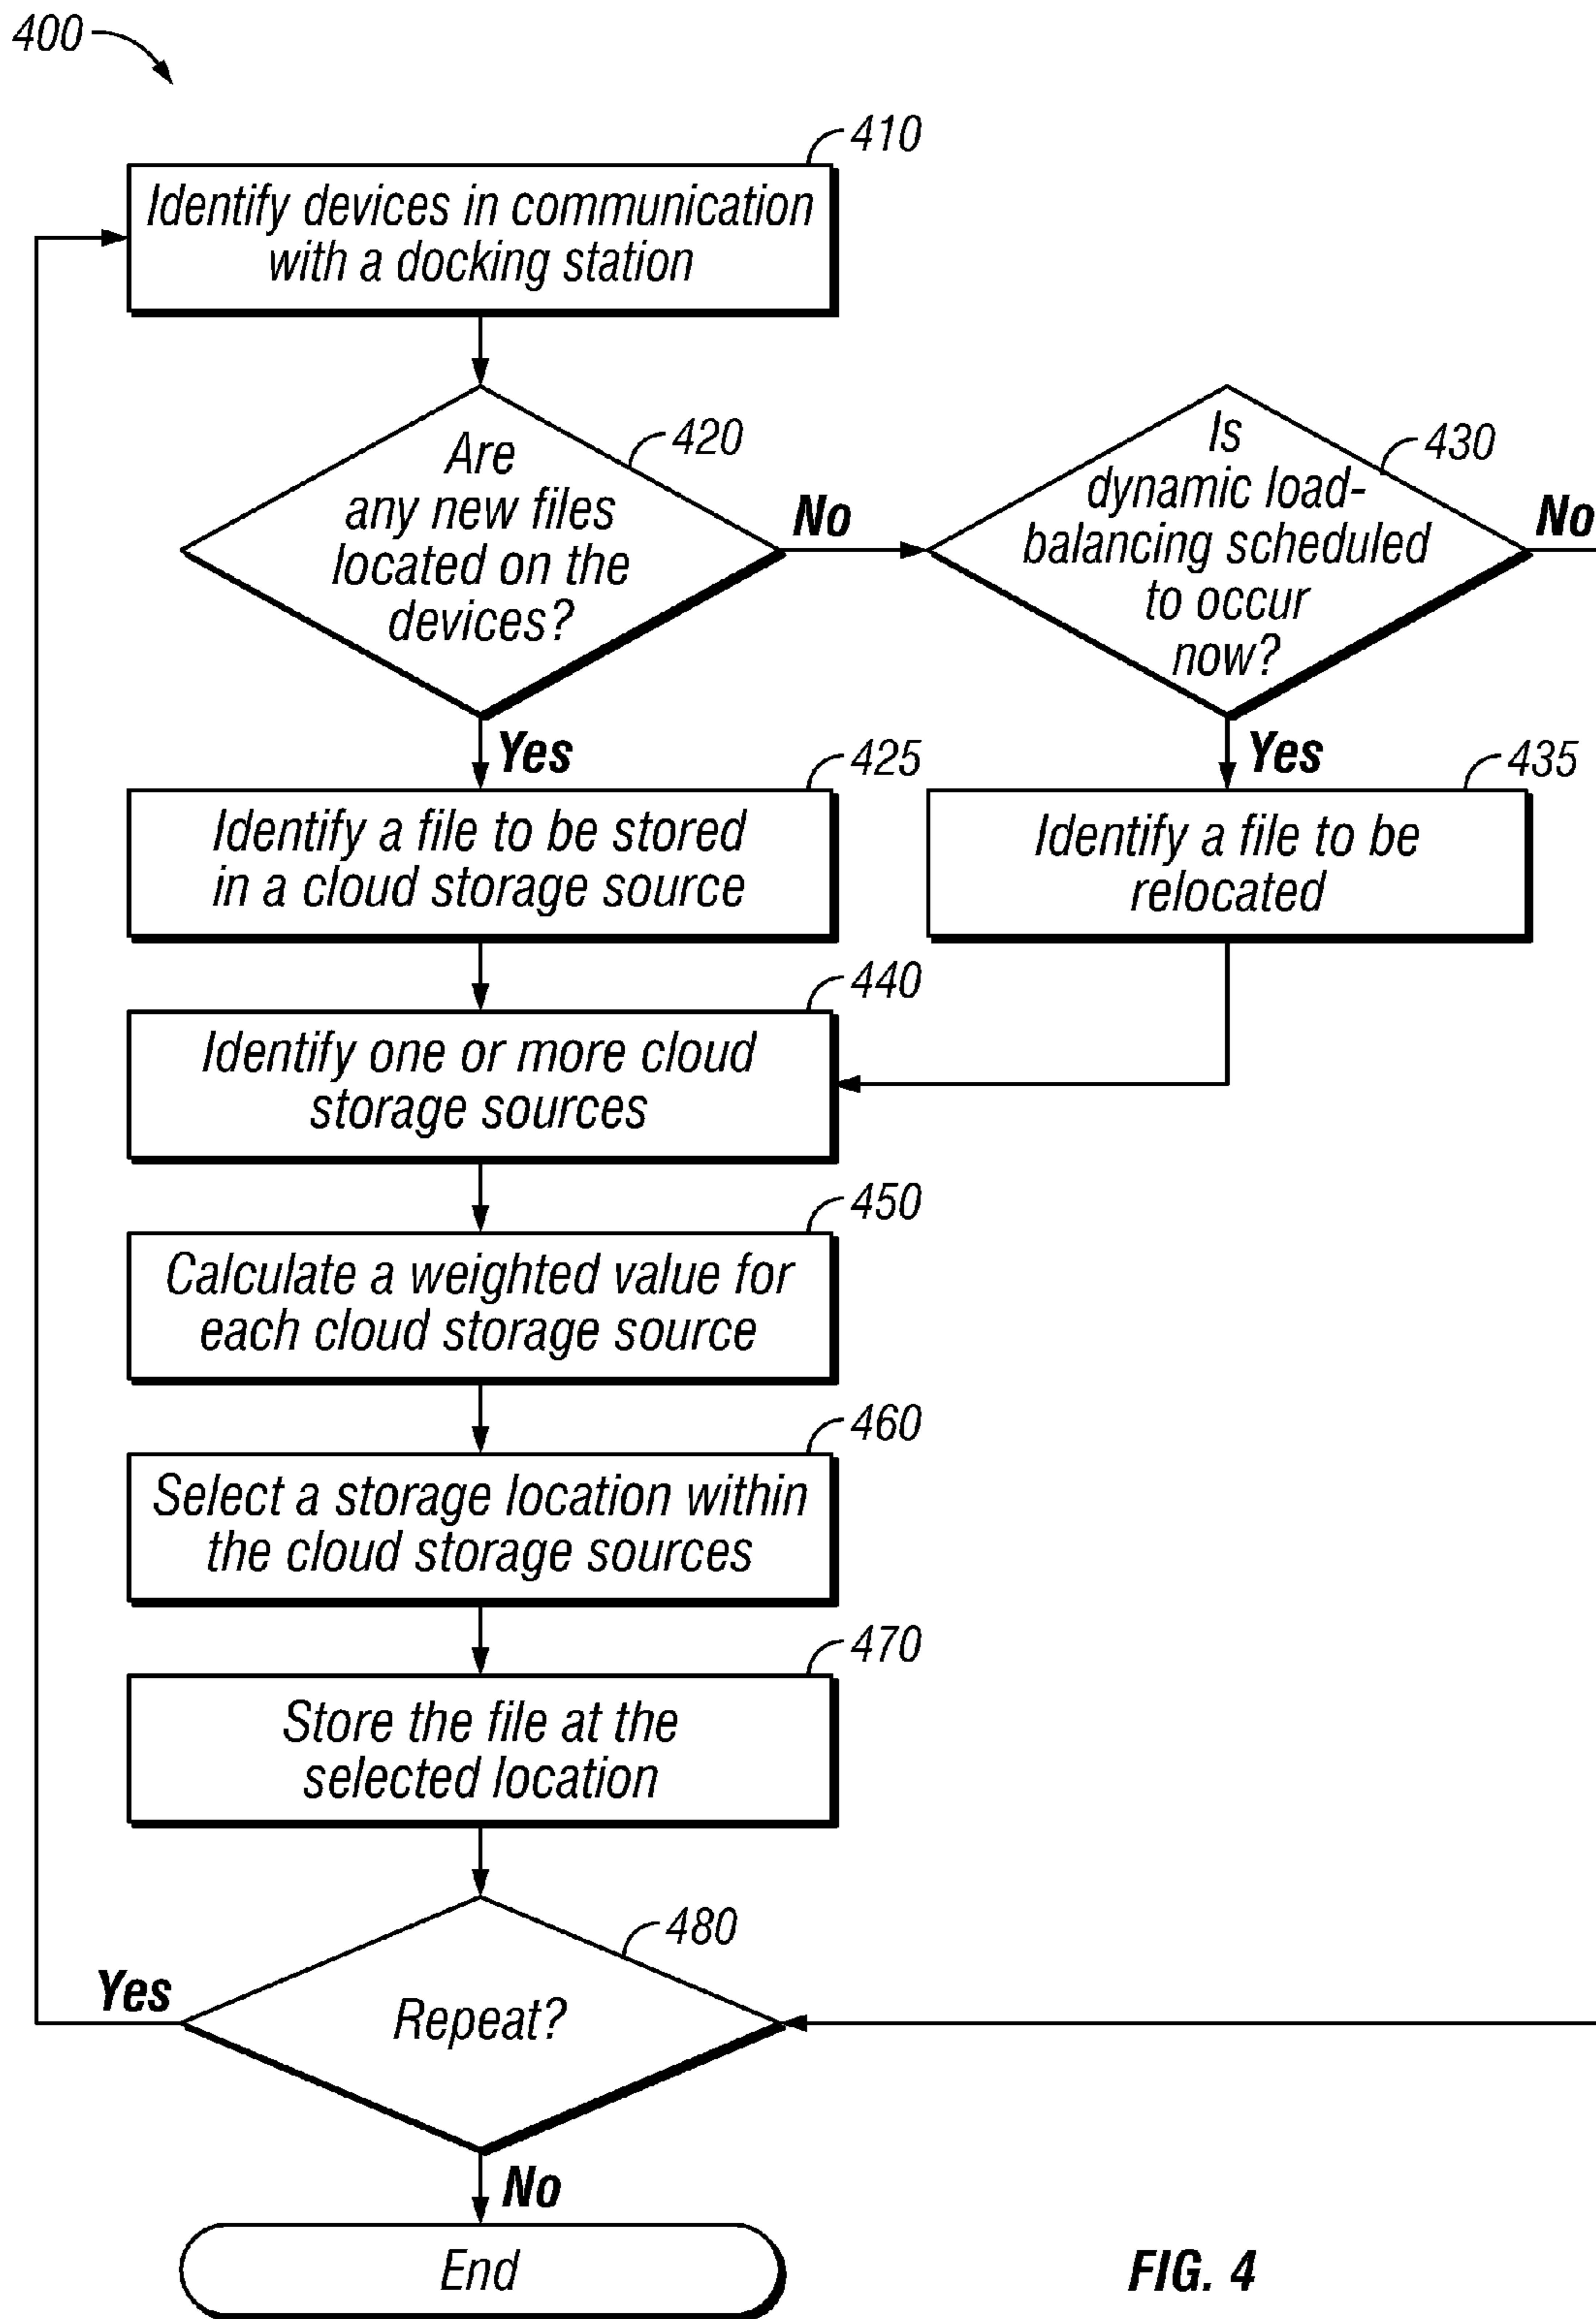 400
410
Identify devices in communication
with a docking station
420
Are
any new files
located on the
devices?
No
430
Is
dynamic load-
balancing scheduled
to occur
now?
No
Yes
425
Identify a file to be stored
in a cloud storage source
Yes
435
Identify a file to be
relocated
440
Identify one or more cloud
storage sources
450
Calculate a weighted value for
each cloud storage source
460
Select a storage location within
the cloud storage sources
470
Store the file at the
selected location
480
Repeat?
Yes
No
End
FIG. 4